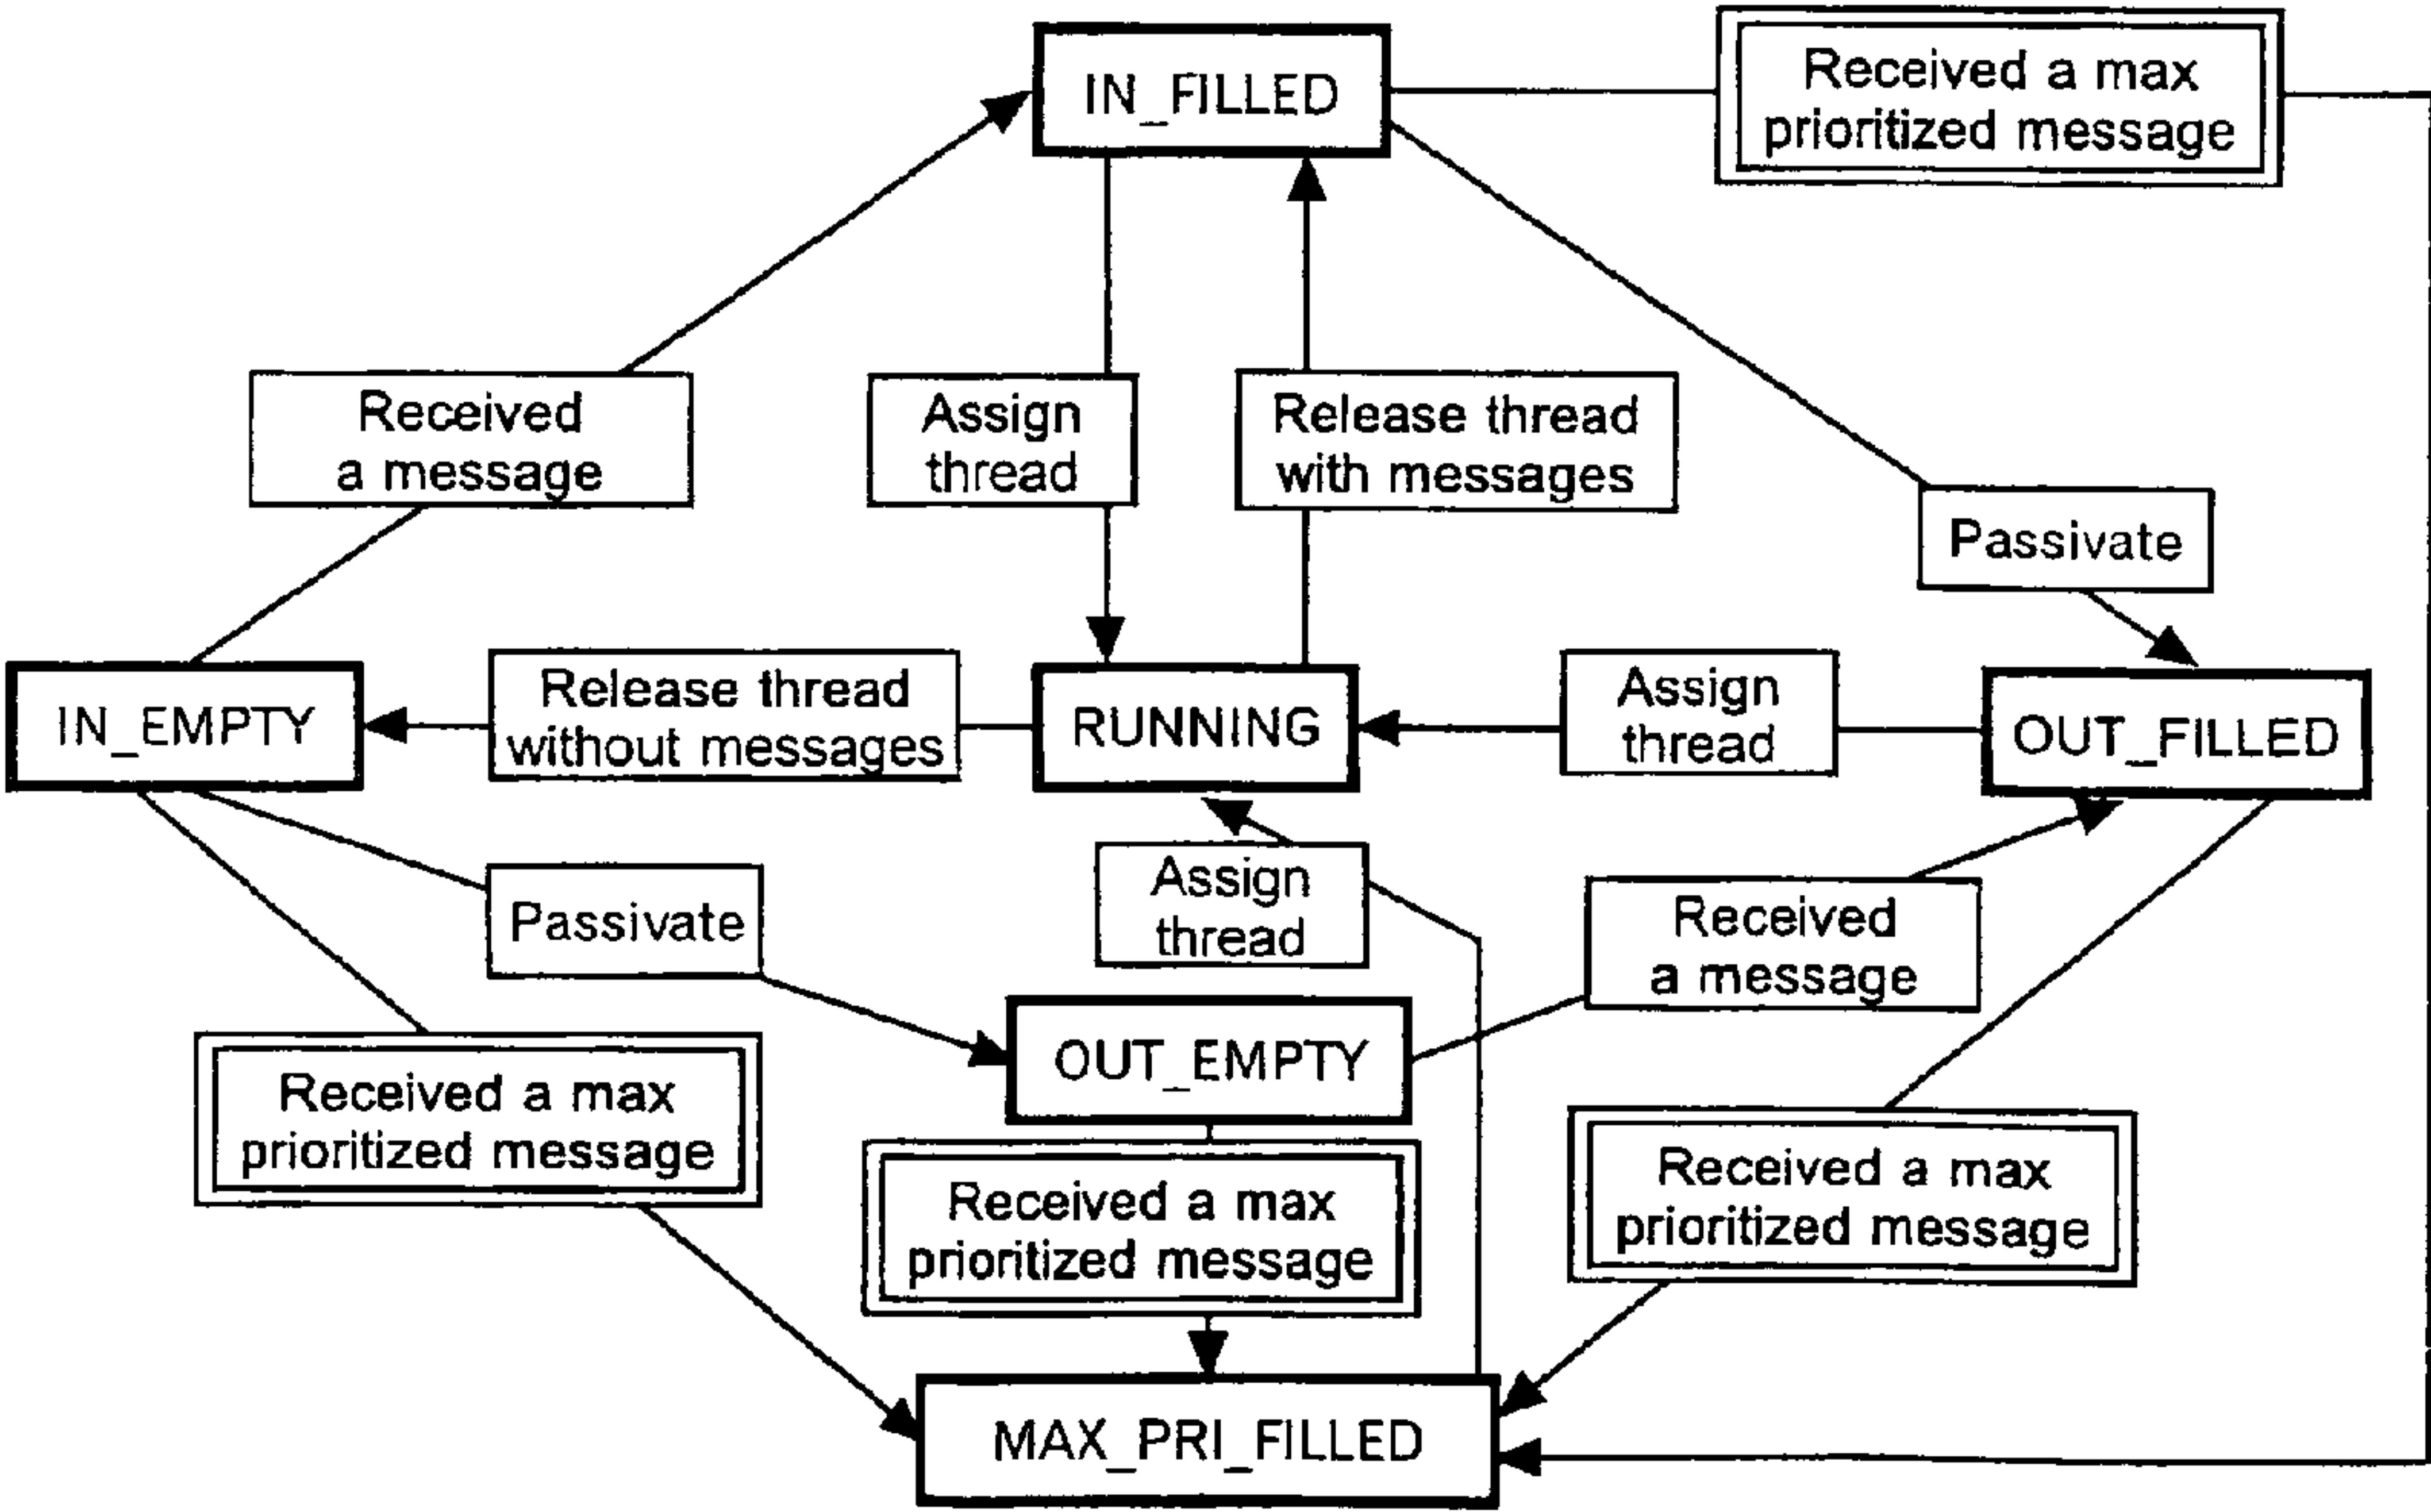 IN_FILLED
Received a max
prioritized message
Received
a message
Assign
thread
Release thread
with messages
Passivate
IN_EMPTY
Release thread
without messages
RUNNING
Assign
thread
OUT_FILLED
Passivate
Assign
thread
Received
a message
OUT_EMPTY
Received a max
prioritized message
Received a max
prioritized message
Received a max
prioritized message
MAX_PRI_FILLED